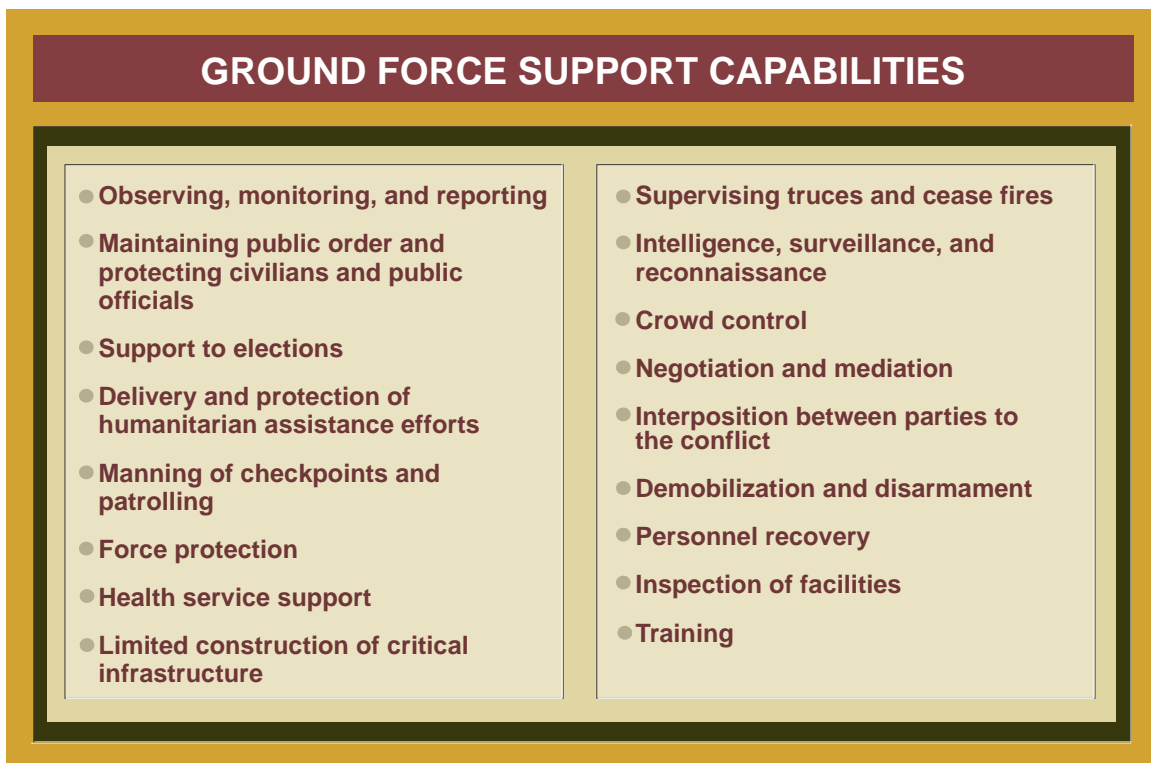 GROUND FORCE SUPPORT CAPABILITIES
Observing, monitoring, and reporting
Maintaining public order and
protecting civilians and public
officials
Support to elections
Delivery and protection of
humanitarian assistance efforts
Manning of checkpoints and
patrolling
Force protection
Health service support
Limited construction of critical
infrastructure
Supervising truces and cease fires
Intelligence, surveillance, and
reconnaissance
Crowd control
Negotiation and mediation
Interposition between parties to
the conflict
Demobilization and disarmament
Personnel recovery
Inspection of facilities
Training